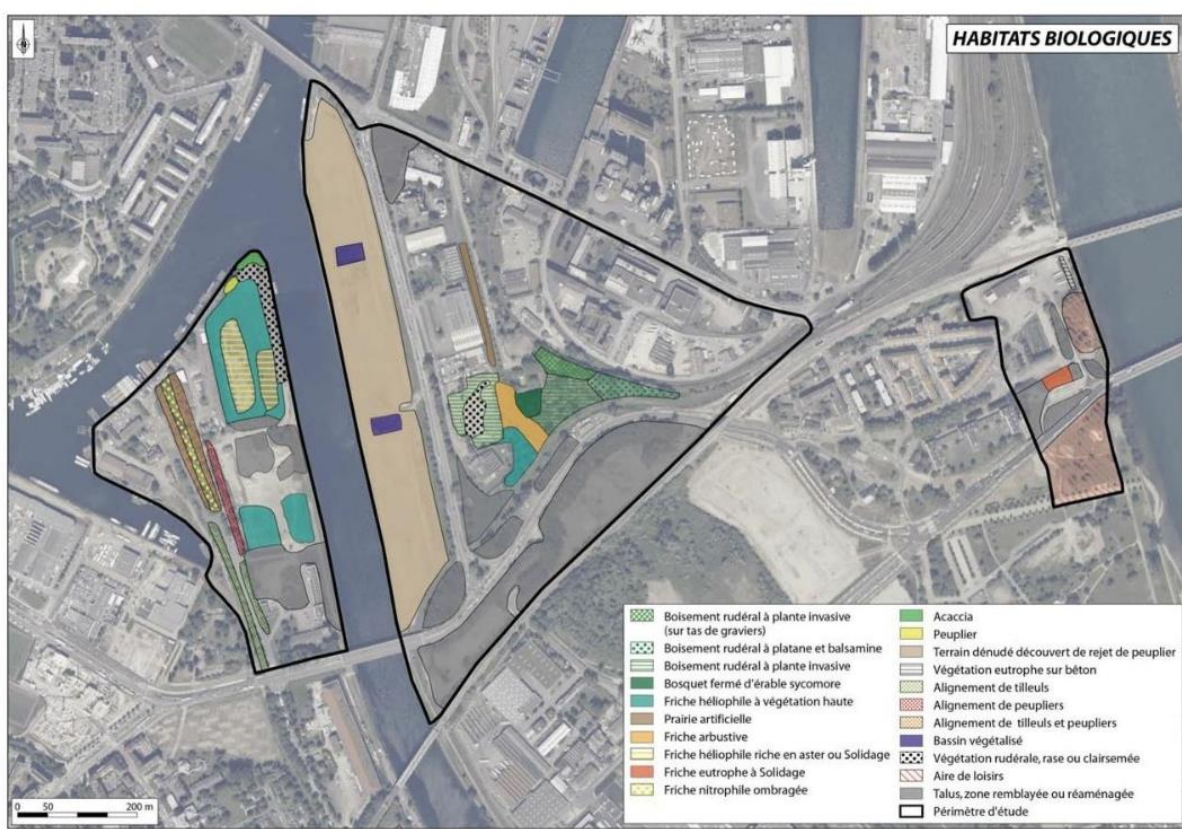 HABITATS BIOLOGIQUES
Boisement rudéral à plante invasive
(sur tas de graviers)
Boisement rudéral à platane et balsamine
Boisement rudéral à plante invasive
Bosquet fermé d'érable sycomore
Friche héliophile à végétation haute
Prairie artificielle
Friche arbustive
Friche héliophile riche en aster ou Solidage
Friche eutrophe à Solidage
Friche nitrophile ombragée
Acaccia
Peuplier
Terrain dénudé découvert de rejet de peuplier
Végétation eutrophe sur béton
Alignement de tilleuls
Alignement de peupliers
Alignement de tilleuls et peupliers
Bassin végétalisé
Végétation rudérale, rase ou clairsemée
Aire de loisirs
Talus, zone remblayée ou réaménagée
Périmètre d'étude
0 50 200 m